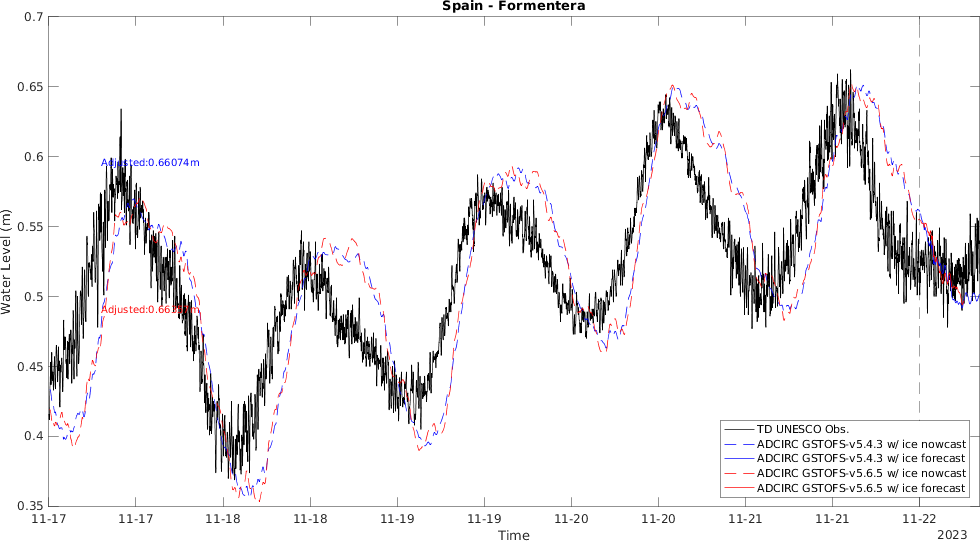 Spain - Formentera
0.7
0.65
0.6
0.55
0.5
0.45
0.4
0.35
Water Level (m)
Adjusted:0.66074m
TD UNESCO Obs.
ADCIRC GSTOFS-v5.4.3 w/ ice nowcast
ADCIRC GSTOFS-v5.4.3 w/ ice forecast
ADCIRC GSTOFS-v5.6.5 w/ ice nowcast
ADCIRC GSTOFS-v5.6.5 w/ ice forecast
11-17
11-17
11-18
11-18
11-19
11-19
11-20
11-20
11-21
11-21
11-22
Time
2023